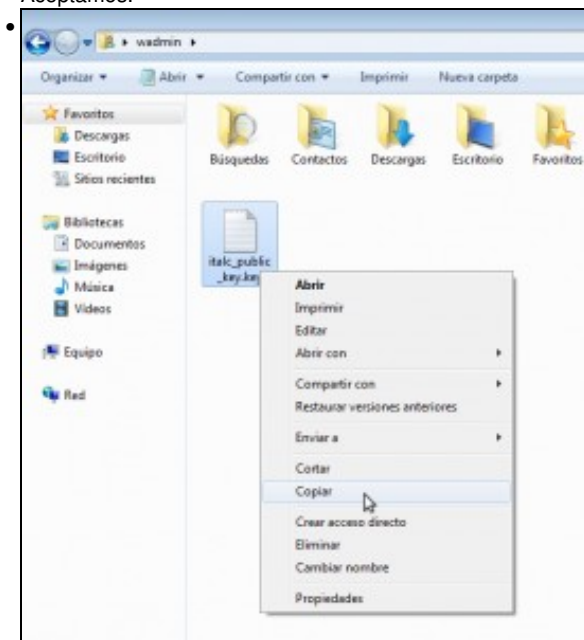 Aceptamos.
wadmin
Organizar Abrir Compartir con Imprimir Nueva carpeta
Favoritos
Descargas
Escritorio
Sitios recientes
Bibliotecas
Documentos
Imágenes
Música
Vídeos
Equipo
Red
Búsquedas Contactos Descargas Escritorio Favoritos
italc_public
_key.key
Abrir
Imprimir
Editar
Abrir con
Compartir con
Restaurar versiones anteriores
Enviar a
Cortar
Copiar
Crear acceso directo
Eliminar
Cambiar nombre
Propiedades